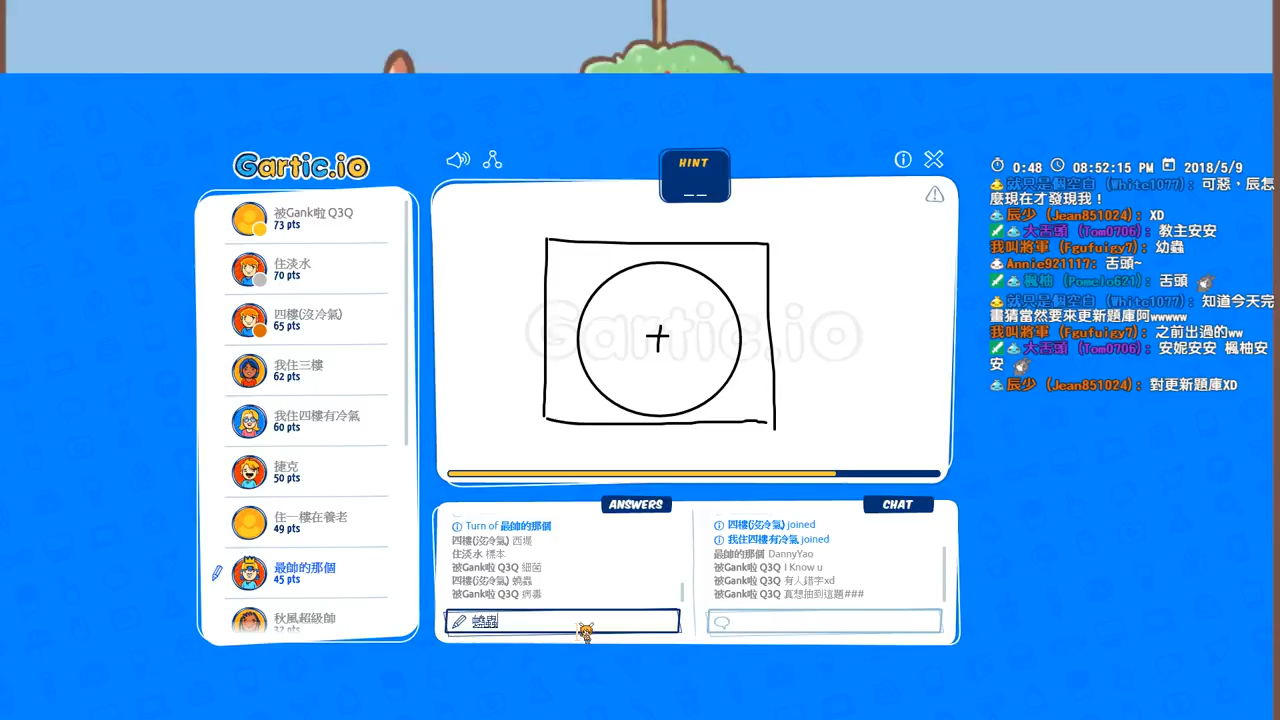 Gartic.io
被Gank啦 Q3Q
73 pts
住淡水
70 pts
四樓(沒冷氣)
65 pts
我住三樓
62 pts
我住四樓有冷氣
60 pts
捷克
50 pts
住一樓在養老
49 pts
最帥的那個
45 pts
秋風超級帥
HINT
Gartic.io
ANSWERS
Turn of 最帥的那個
四樓(沒冷氣) 西堤
住淡水 標本
被Gank啦 Q3Q 細菌
四樓(沒冷氣) 蟯蟲
被Gank啦 Q3Q 病毒
蟯蟲
CHAT
四樓(沒冷氣) joined
我住四樓有冷氣 joined
最帥的那個 DannyYao
被Gank啦 Q3Q I Know u
被Gank啦 Q3Q 有人錯字xd
被Gank啦 Q3Q 真想抽到這題###
0:48 08:52:15 PM 2018/5/9
就只是個空白 (White1077): 可惡，辰怎
麼現在才發現我！
辰少 (Jean851024): XD
大舌頭 (Tom0706): 教主安安
我叫將軍 (Fgufuigy7): 幼蟲
Annie921117: 舌頭~
楓柚 (Pomelo621): 舌頭
就只是個空白 (White1077): 知道今天完
畫猜當然要來更新題庫阿wwwww
我叫將軍 (Fgufuigy7): 之前出過的ww
大舌頭 (Tom0706): 安妮安安 楓柚安
安
辰少 (Jean851024): 對更新題庫XD